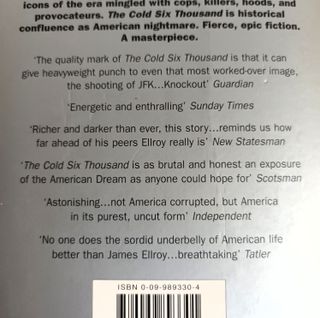 icons of the era mingled with cops, killers, hoods, and
provocateurs. The Cold Six Thousand is historical
confluence as American nightmare. Fierce, epic fiction.
A masterpiece.
'The quality mark of The Cold Six Thousand is that it can
give heavyweight punch to even that most worked-over image,
the shooting of JFK...Knockout' Guardian
'Energetic and enthralling' Sunday Times
'Richer and darker than ever, this story...reminds us how
far ahead of his peers Ellroy really is' New Statesman
'The Cold Six Thousand is as brutal and honest an exposure
of the American Dream as anyone could hope for' Scotsman
'Astonishing...not America corrupted, but America
in its purest, uncut form' Independent
'No one does the sordid underbelly of American life
better than James Ellroy...breathtaking' Tatler
ISBN 0-09-989330-4